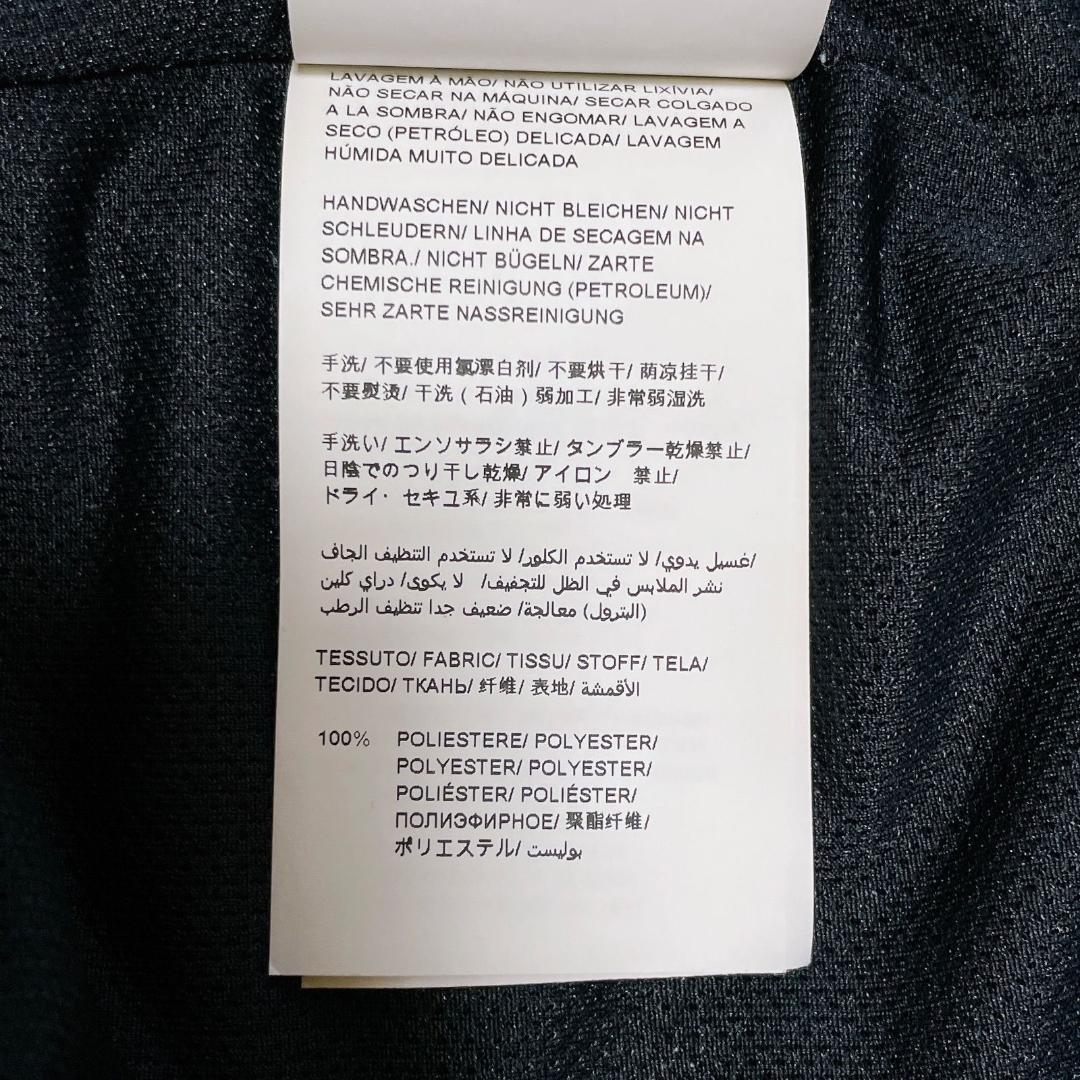 LAVAGEM À MÃO/ NÃO UTILIZAR LIXÍVIA/
NÃO SECAR NA MÁQUINA/ SECAR COLGADO
A LA SOMBRA/ NÃO ENGOMAR/ LAVAGEM A
SECO (PETRÓLEO) DELICADA/ LAVAGEM
HÚMIDA MUITO DELICADA
HANDWASCHEN/ NICHT BLEICHEN/ NICHT
SCHLEUDERN/ LINHA DE SECAGEM NA
SOMBRA./ NICHT BÜGELN/ ZARTE
CHEMISCHE REINIGUNG (PETROLEUM)/
SEHR ZARTE NASSREINIGUNG
手洗/ 不要使用氯漂白剂/ 不要烘干/ 荫凉挂干/
不要熨烫/ 干洗 ( 石油 ) 弱加工/ 非常弱湿洗
手洗い/ エンソサラシ禁止/ タンブラー乾燥禁止/
日陰でのつり干し乾燥/ アイロン 禁止/
ドライ・ セキユ系/ 非常に弱い処理
غسيل يدوي/ لا تستخدم الكلور/ لا تستخدم التنظيف الجاف/
نشر الملابس في الظل للتجفيف/ لا يكوى/ دراي كلين
(البترول) معالجة/ ضعيف جدا تنظيف الرطب
TESSUTO/ FABRIC/ TISSU/ STOFF/ TELA/
TECIDO/ ТКАНЬ/ 纤维/ 表地/ الأقمشة
100% POLIESTERE/ POLYESTER/
POLYESTER/ POLYESTER/
POLIÉSTER/ POLIÉSTER/
ПОЛИЭФИРНОЕ/ 聚酯纤维/
ポリエステル/ بوليست